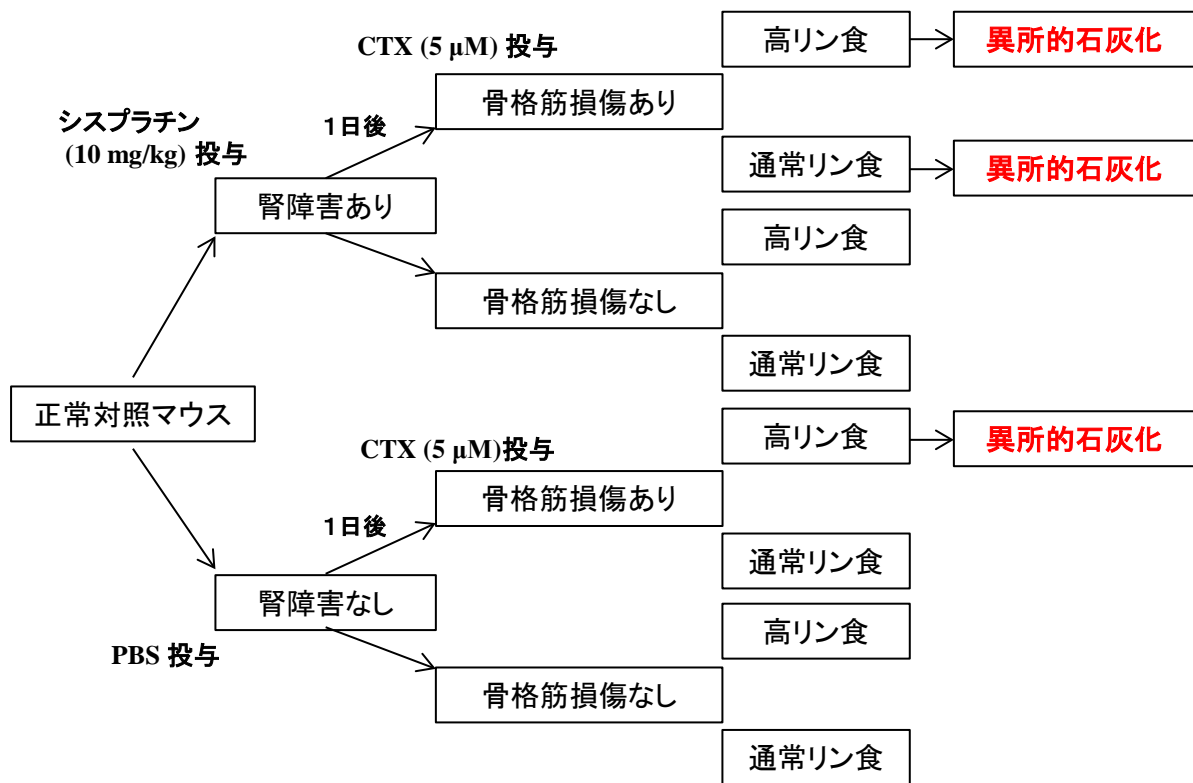 高リン食
異所的石灰化
CTX (5 μM) 投与
骨格筋損傷あり
シスプラチン
(10 mg/kg) 投与
1日後
通常リン食
異所的石灰化
腎障害あり
高リン食
骨格筋損傷なし
通常リン食
正常対照マウス
高リン食
異所的石灰化
CTX (5 μM)投与
骨格筋損傷あり
1日後
通常リン食
腎障害なし
高リン食
PBS 投与
骨格筋損傷なし
通常リン食